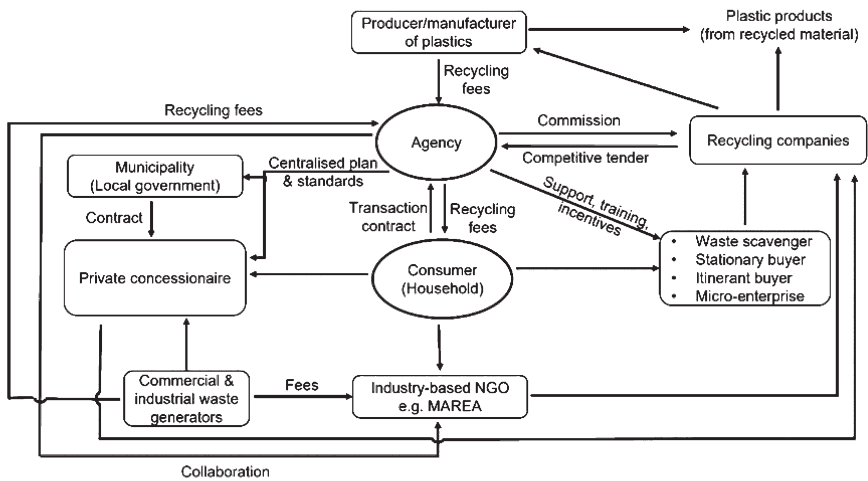 Producer/manufacturer
of plastics
Plastic products
(from recycled material)
Recycling
fees
Recycling fees
Agency
Commission
Competitive tender
Recycling companies
Municipality
(Local government)
Centralised plan
& standards
Contract
Transaction
contract
Recycling
fees
Support, training,
incentives
Private concessionaire
Consumer
(Household)
• Waste scavenger
• Stationary buyer
• Itinerant buyer
• Micro-enterprise
Commercial &
industrial waste
generators
Fees
Industry-based NGO
e.g. MAREA
Collaboration